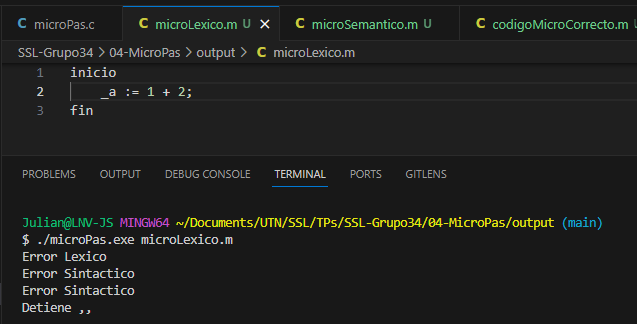 C microPas.c
C microLexico.m U ×
C microSemantico.m U
C codigoMicroCorrecto.m U
SSL-Grupo34 > 04-MicroPas > output > C microLexico.m
1 inicio
2 _a := 1 + 2;
3 fin
PROBLEMS OUTPUT DEBUG CONSOLE TERMINAL PORTS GITLENS
Julian@LNV-JS MINGW64 ~/Documents/UTN/SSL/TPs/SSL-Grupo34/04-MicroPas/output (main)
$ ./microPas.exe microLexico.m
Error Lexico
Error Sintactico
Error Sintactico
Detiene ,,